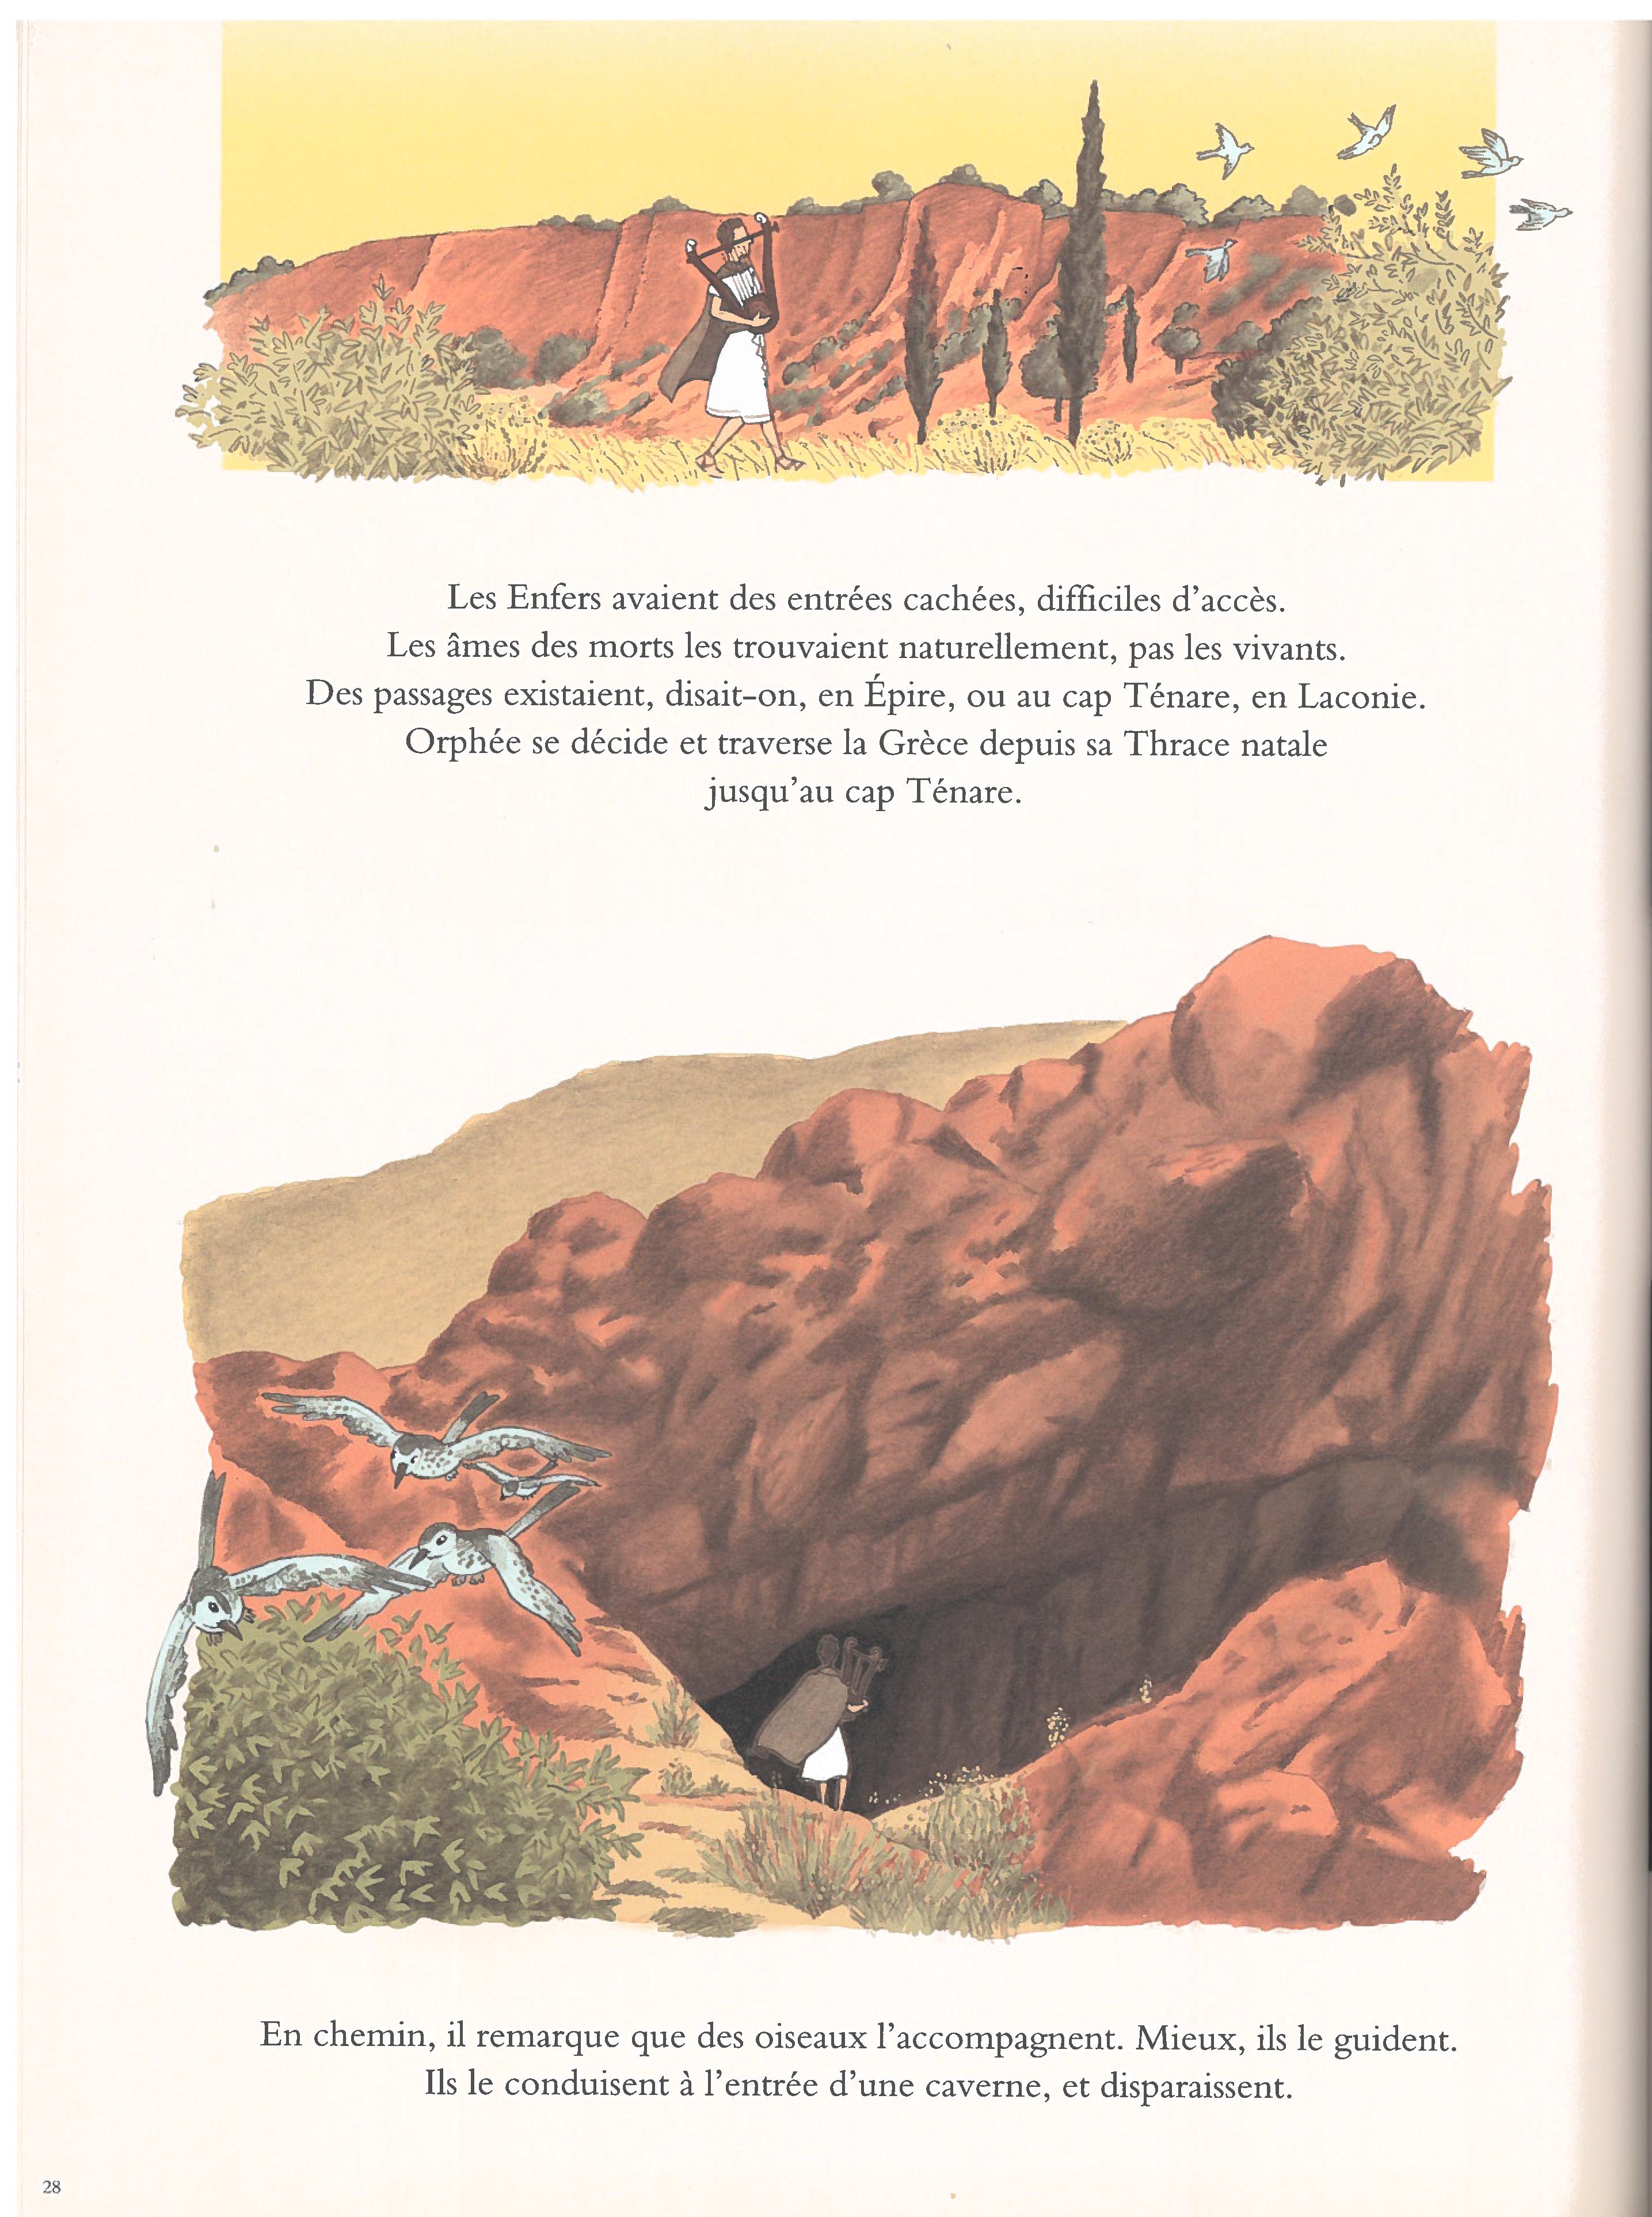 Les Enfers avaient des entrées cachées, difficiles d’accès.
Les âmes des morts les trouvaient naturellement, pas les vivants.
Des passages existaient, disait-on, en Épire, ou au cap Ténare, en Laconie.
Orphée se décide et traverse la Grèce depuis sa Thrace natale
jusqu’au cap Ténare.
En chemin, il remarque que des oiseaux l’accompagnent. Mieux, ils le guident.
Ils le conduisent à l’entrée d’une caverne, et disparaissent.
28